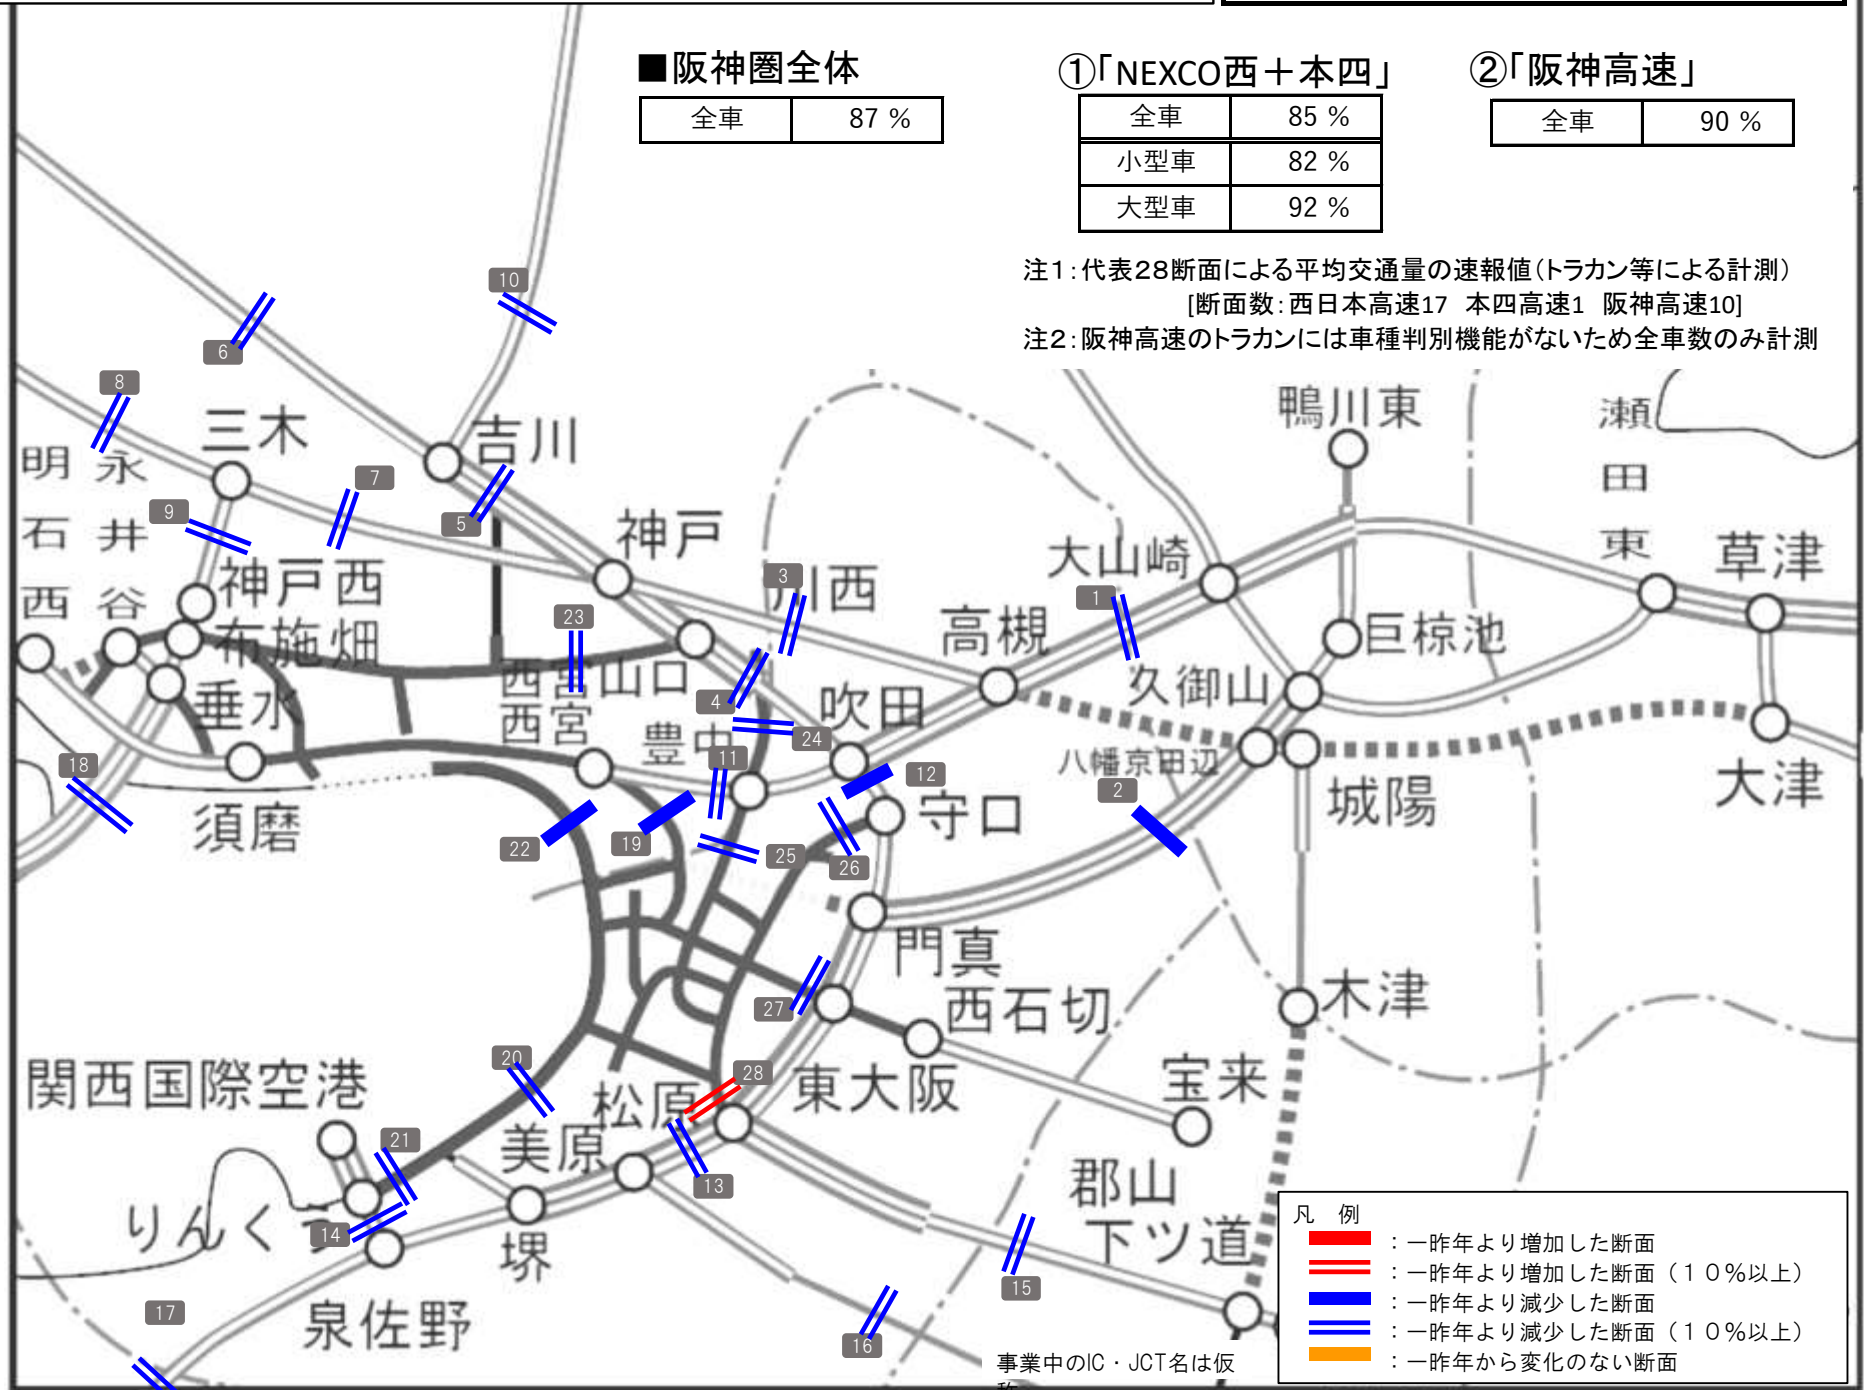 ■阪神圏全体
全車 87 %
①「NEXCO西＋本四」
全車 85 %
小型車 82 %
大型車 92 %
②「阪神高速」
全車 90 %
注１：代表２８断面による平均交通量の速報値（トラカン等による計測）
[断面数：西日本高速17 本四高速1 阪神高速10]
注２：阪神高速のトラカンには車種判別機能がないため全車数のみ計測
10
6
8
三木
吉川
鴨川東
瀬田東
明石西
永井谷
7
9
5
神戸
大山崎
草津
神戸西
3
川西
1
高槻
23
布施畑
巨椋池
西宮山口
久御山
垂水
4
吹田
西宮
豊中
24
11
八幡京田辺
18
12
2
大津
須磨
守口
城陽
22
19
25
26
門真
27
西石切
木津
20
関西国際空港
28
松原
東大阪
宝来
21
美原
13
郡山
りんくう
14
下ツ道
堺
15
17
泉佐野
16
事業中のIC・JCT名は仮
凡 例
：一昨年より増加した断面
：一昨年より増加した断面（１０％以上）
：一昨年より減少した断面
：一昨年より減少した断面（１０％以上）
：一昨年から変化のない断面